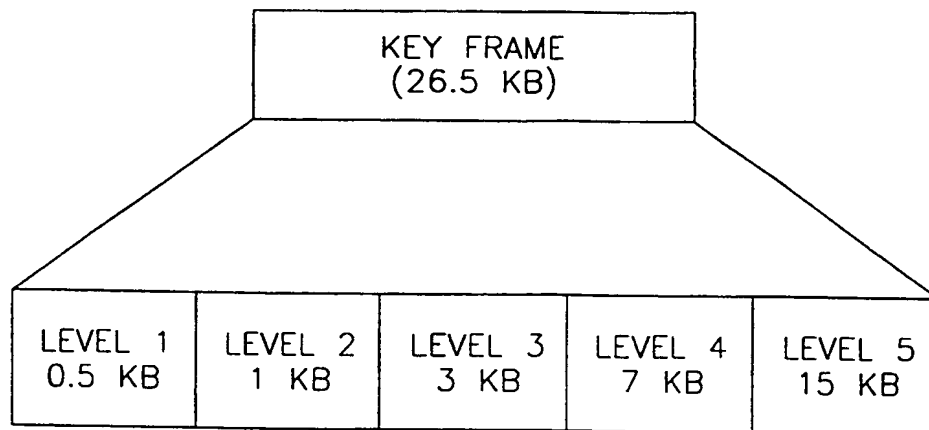 KEY FRAME
(26.5 KB)
LEVEL 1
0.5 KB
LEVEL 2
1 KB
LEVEL 3
3 KB
LEVEL 4
7 KB
LEVEL 5
15 KB